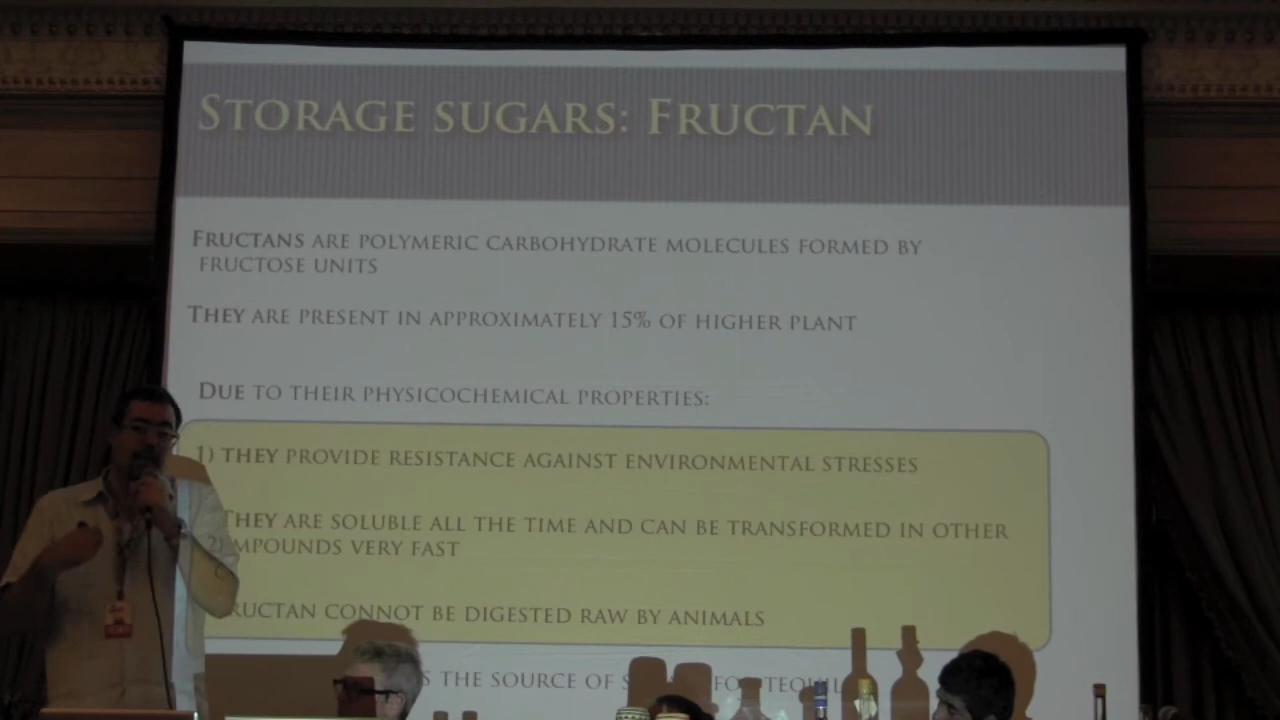 STORAGE SUGARS: FRUCTAN
FRUCTANS ARE POLYMERIC CARBOHYDRATE MOLECULES FORMED BY
FRUCTOSE UNITS
THEY ARE PRESENT IN APPROXIMATELY 15% OF HIGHER PLANT
DUE TO THEIR PHYSICOCHEMICAL PROPERTIES:
1) THEY PROVIDE RESISTANCE AGAINST ENVIRONMENTAL STRESSES
2) THEY ARE SOLUBLE ALL THE TIME AND CAN BE TRANSFORMED IN OTHER
MPOUNDS VERY FAST
RUCTAN CONNOT BE DIGESTED RAW BY ANIMALS
S THE SOURCE OF